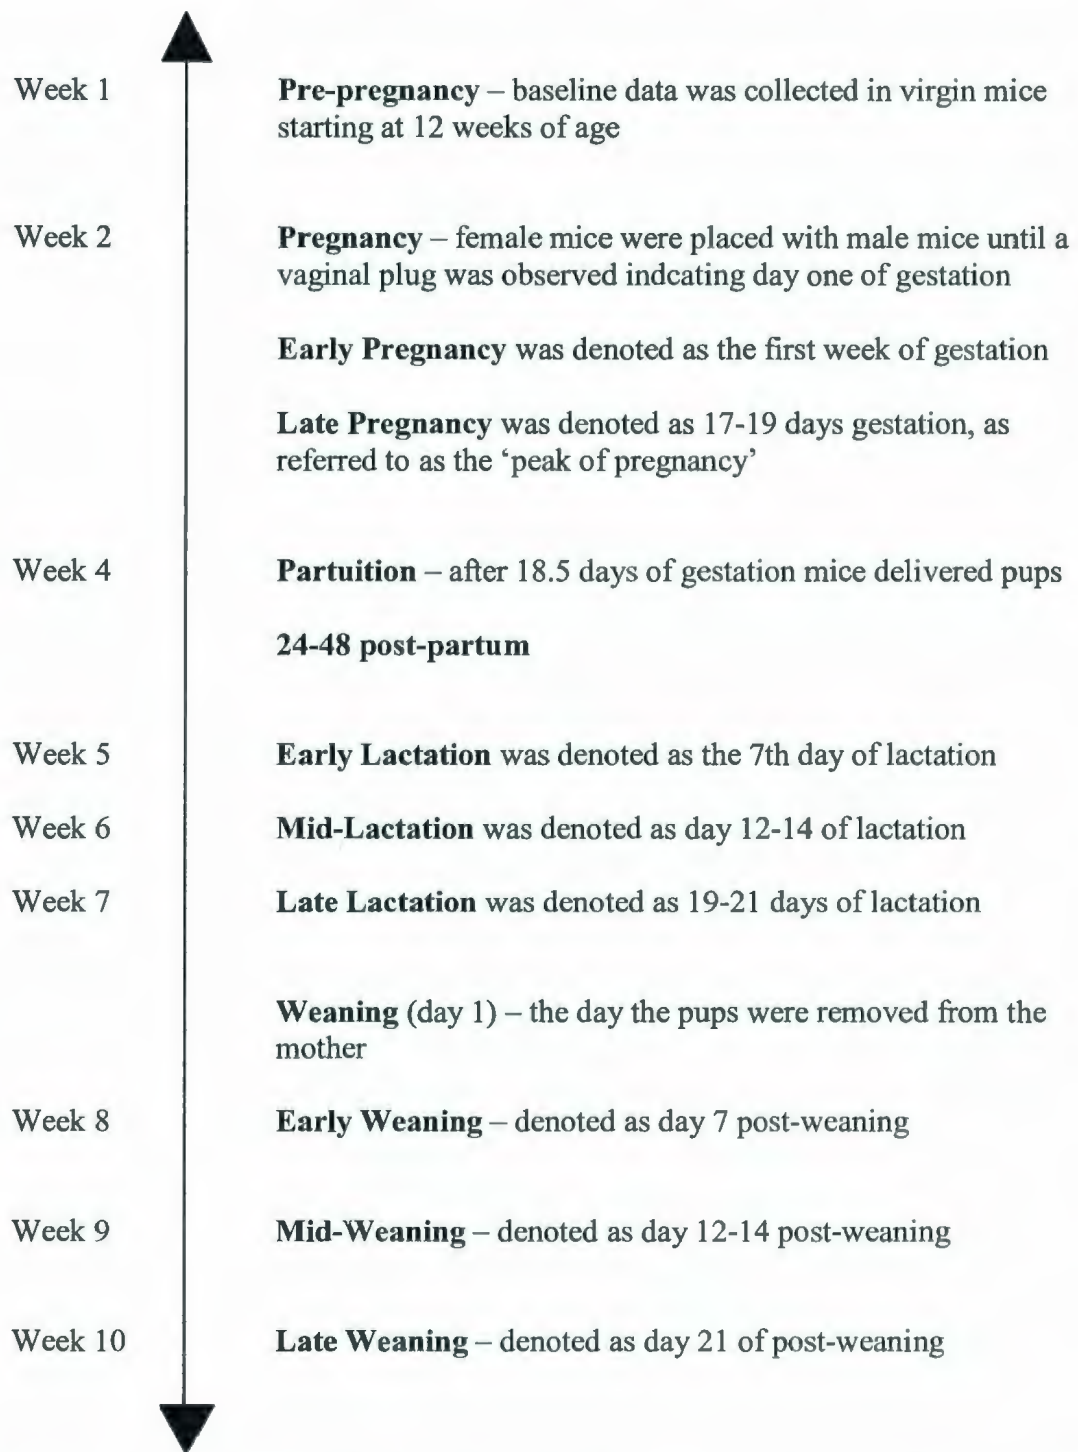 Week 1 Pre-pregnancy – baseline data was collected in virgin mice
starting at 12 weeks of age
Week 2 Pregnancy – female mice were placed with male mice until a
vaginal plug was observed indcating day one of gestation
Early Pregnancy was denoted as the first week of gestation
Late Pregnancy was denoted as 17-19 days gestation, as
referred to as the ‘peak of pregnancy’
Week 4 Partuition – after 18.5 days of gestation mice delivered pups
24-48 post-partum
Week 5 Early Lactation was denoted as the 7th day of lactation
Week 6 Mid-Lactation was denoted as day 12-14 of lactation
Week 7 Late Lactation was denoted as 19-21 days of lactation
Weaning (day 1) – the day the pups were removed from the
mother
Week 8 Early Weaning – denoted as day 7 post-weaning
Week 9 Mid-Weaning – denoted as day 12-14 post-weaning
Week 10 Late Weaning – denoted as day 21 of post-weaning